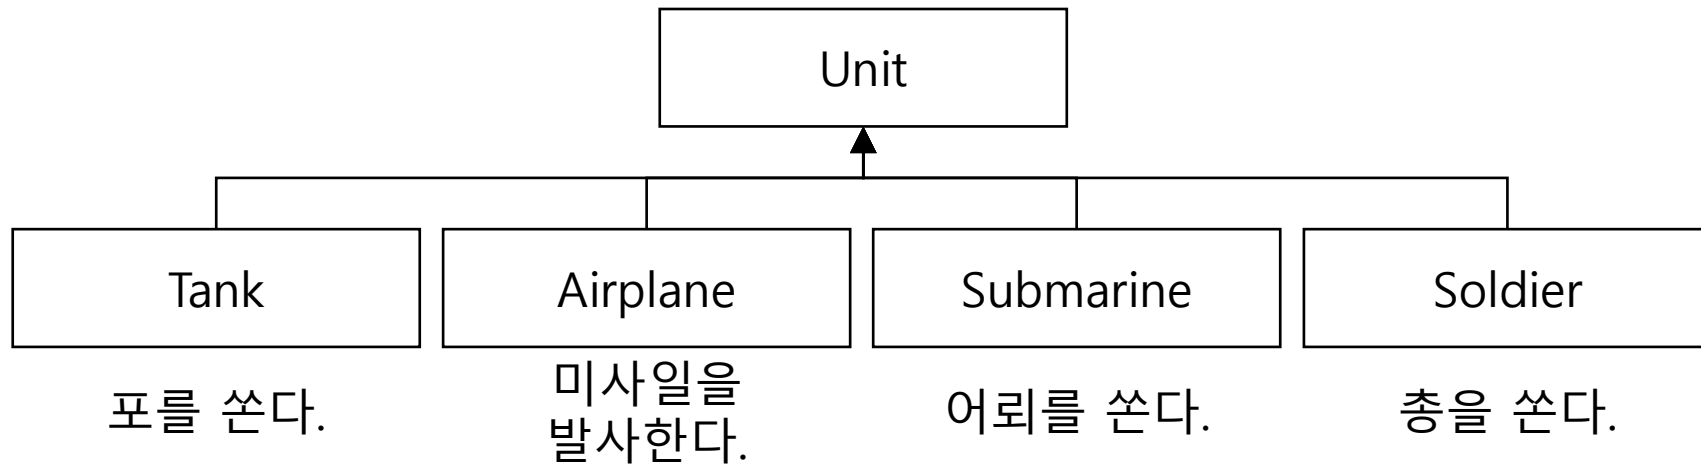 Unit
Tank
Airplane
Submarine
Soldier
포를 쏜다.
미사일을
발사한다.
어뢰를 쏜다.
총을 쏜다.